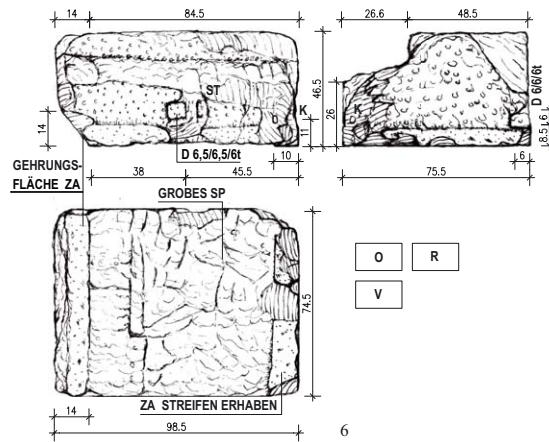 14 84.5 26.6 48.5
ST
K
K
V
O
O
46.5
11
26
14
D 6/6/6t
8.5 6
D 6,5/6,5/6t
10
6
GEHRUNGS-
FLÄCHE ZA
38 45.5 75.5
GROBES SP
74.5
O R
V
ZA STREIFEN ERHABEN
14
98.5
6